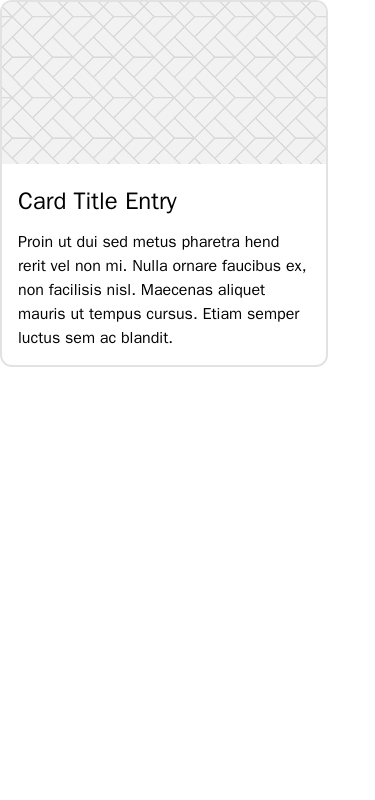 Card Title Entry
Proin ut dui sed metus pharetra hend
rerit vel non mi. Nulla ornare faucibus ex,
non facilisis nisl. Maecenas aliquet
mauris ut tempus cursus. Etiam semper
luctus sem ac blandit.